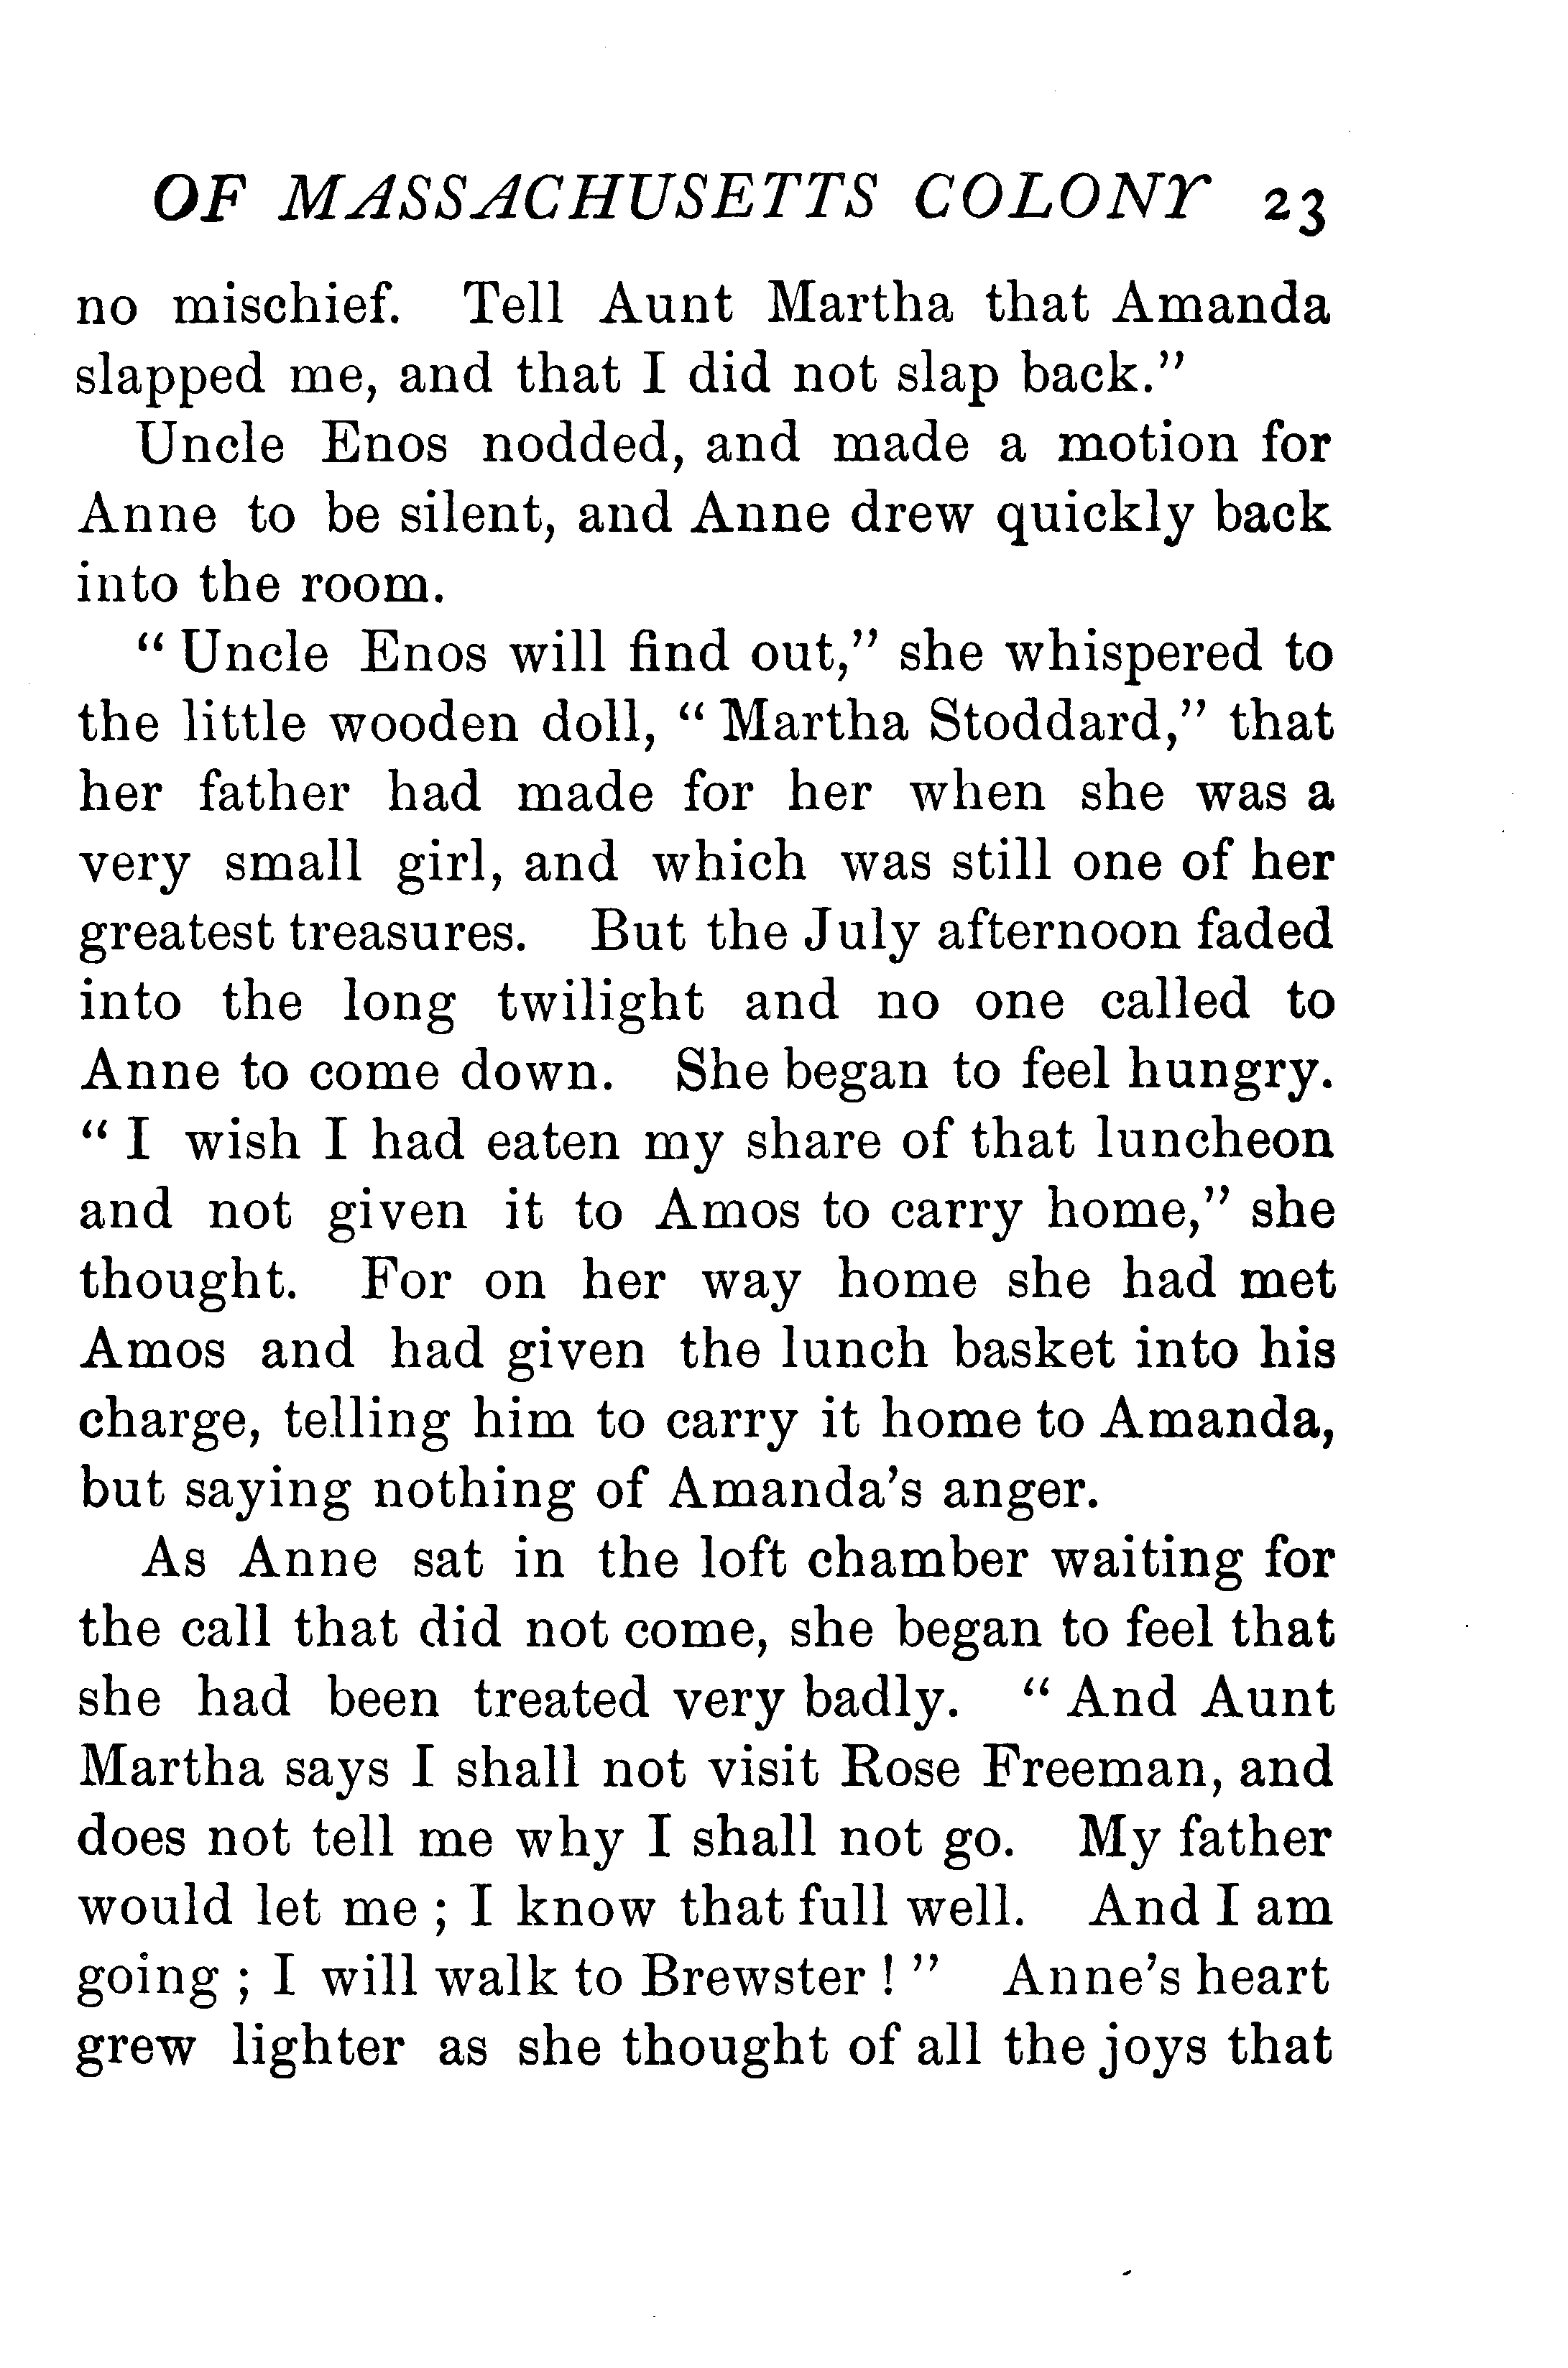 OF MASSACHUSETTS COLONY 23
no mischief. Tell Aunt Martha that Amanda
slapped me, and that I did not slap back.”
Uncle Enos nodded, and made a motion for
Anne to be silent, and Anne drew quickly back
into the room.
“ Uncle Enos will find out,” she whispered to
the little wooden doll, “ Martha Stoddard,” that
her father had made for her when she was a
very small girl, and which was still one of her
greatest treasures. But the July afternoon faded
into the long twilight and no one called to
Anne to come down. She began to feel hungry.
“ I wish I had eaten my share of that luncheon
and not given it to Amos to carry home,” she
thought. For on her way home she had met
Amos and had given the lunch basket into his
charge, telling him to carry it home to Amanda,
but saying nothing of Amanda’s anger.
As Anne sat in the loft chamber waiting for
the call that did not come, she began to feel that
she had been treated very badly. “ And Aunt
Martha says I shall not visit Rose Freeman, and
does not tell me why I shall not go. My father
would let me ; I know that full well. And I am
going ; I will walk to Brewster ! ” Anne’s heart
grew lighter as she thought of all the joys that